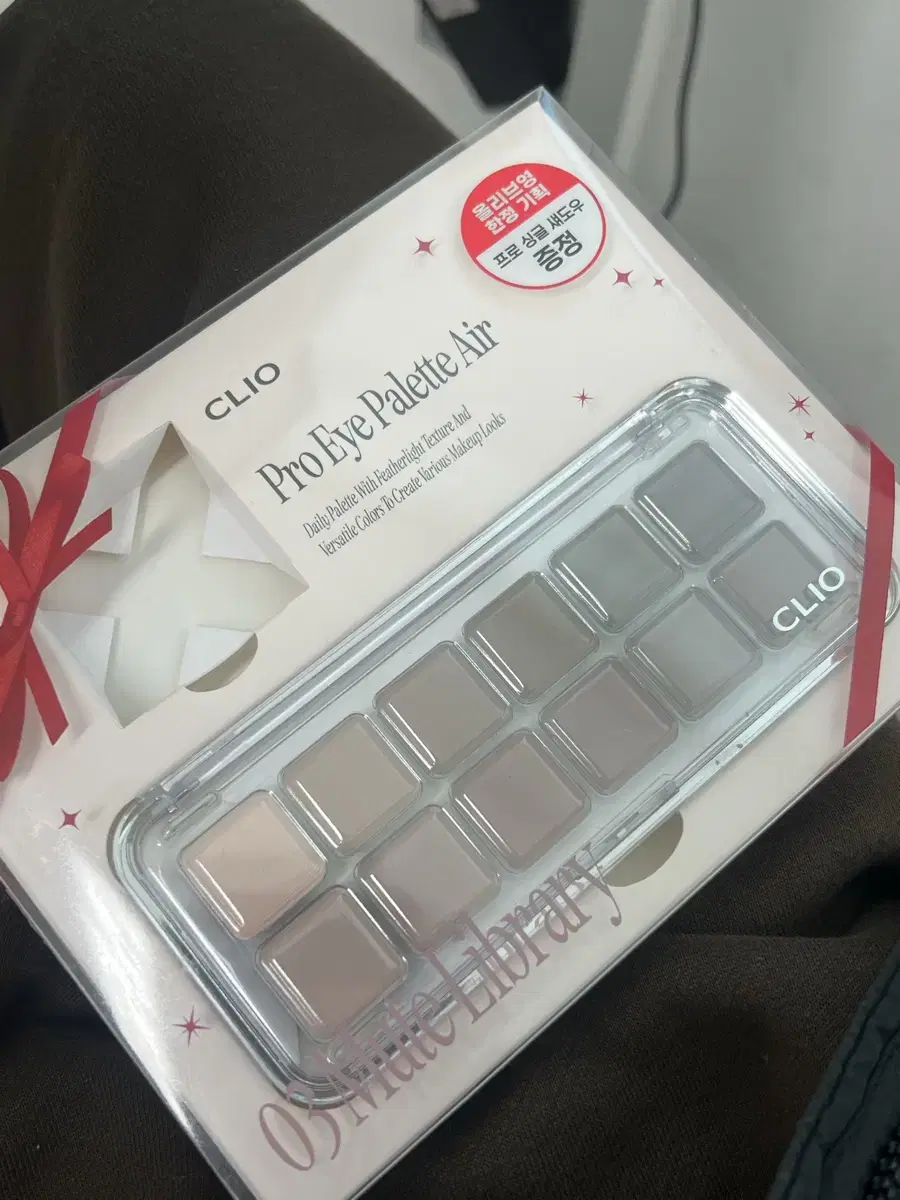 올리브영
한정 기획
프로 싱글 섀도우
증정
CLIO
Pro Eye Palette Air
Daily Palette With Featherlight Texture And
Versatile Colors To Create Various Makeup Looks
CLIO
03 Mute Library